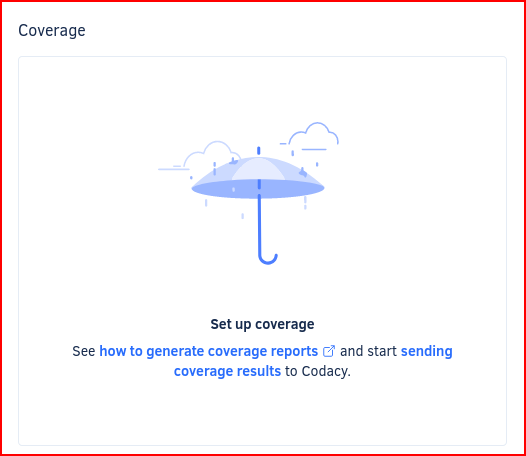 Coverage
Set up coverage
See how to generate coverage reports and start sending
coverage results to Codacy.